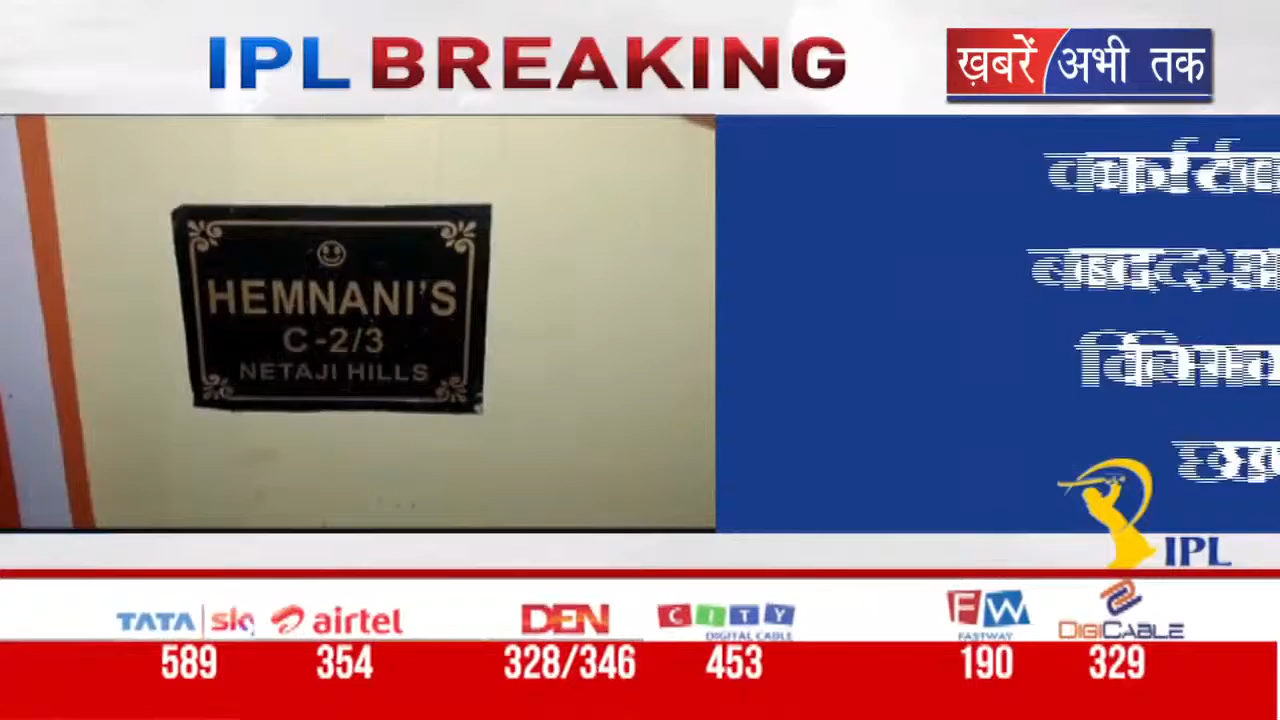 IPL BREAKING
ख़बरें अभी तक
HEMNANI'S
C-2/3
NETAJI HILLS
IPL
TATA sky airtel DEN CITY FW DIGICABLE
DIGITAL CABLE FASTWAY
589 354 328/346 453 190 329